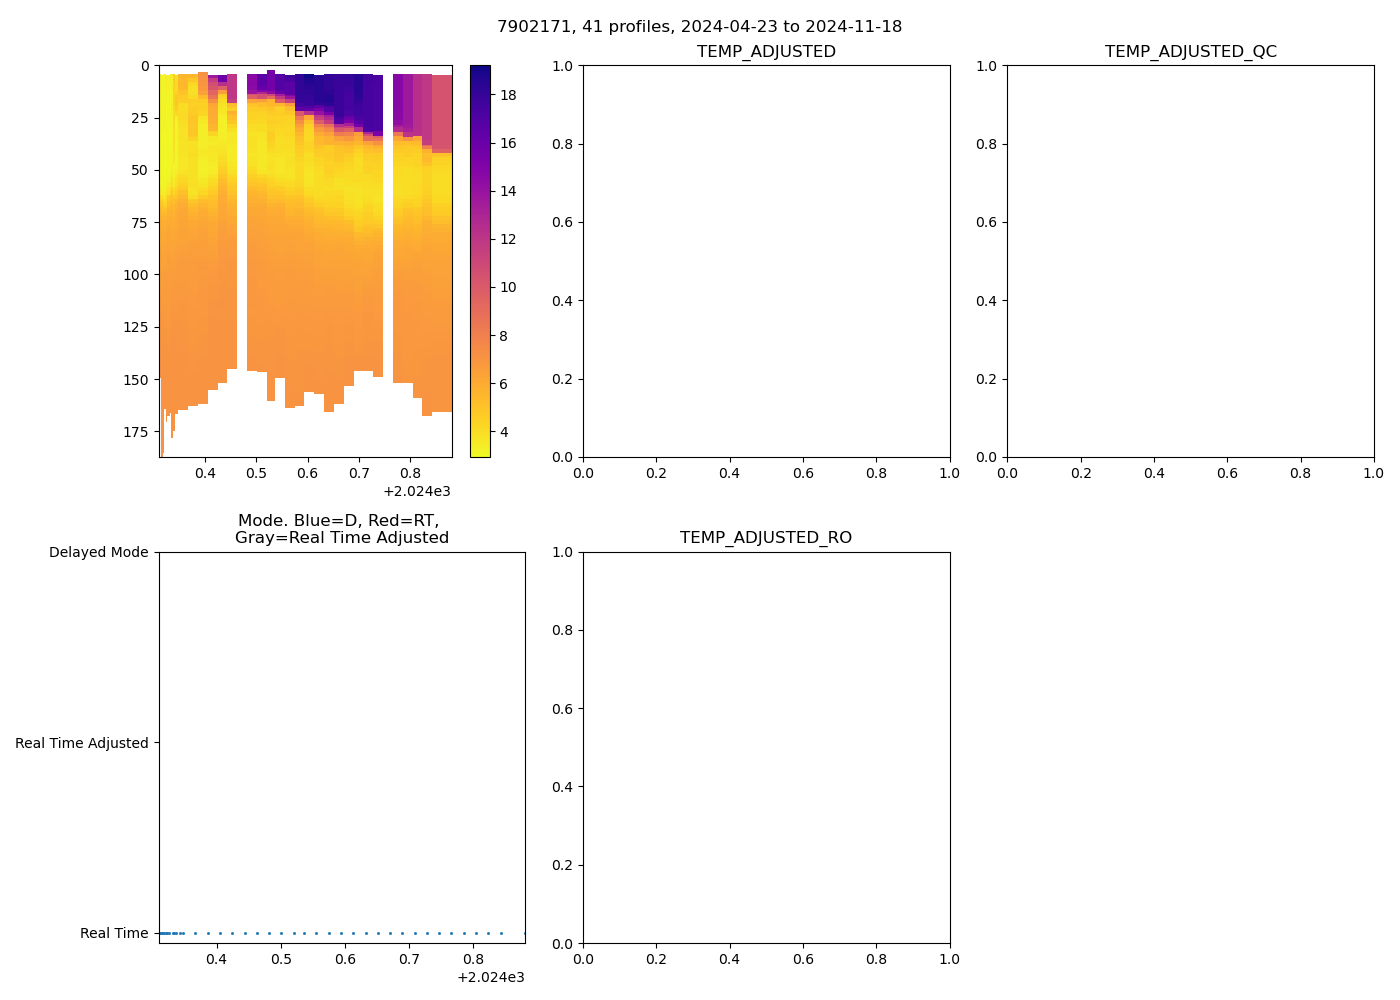 7902171, 41 profiles, 2024-04-23 to 2024-11-18
TEMP
0
25
50
75
100
125
150
175
0.4 0.5 0.6 0.7 0.8
+2.024e3
18
16
14
12
10
8
6
4
TEMP_ADJUSTED
1.0
0.8
0.6
0.4
0.2
0.0
0.0 0.2 0.4 0.6 0.8 1.0
TEMP_ADJUSTED_QC
1.0
0.8
0.6
0.4
0.2
0.0
0.0 0.2 0.4 0.6 0.8 1.0
Mode. Blue=D, Red=RT,
Gray=Real Time Adjusted
Delayed Mode
Real Time Adjusted
Real Time
0.4 0.5 0.6 0.7 0.8
+2.024e3
TEMP_ADJUSTED_RO
1.0
0.8
0.6
0.4
0.2
0.0
0.0 0.2 0.4 0.6 0.8 1.0